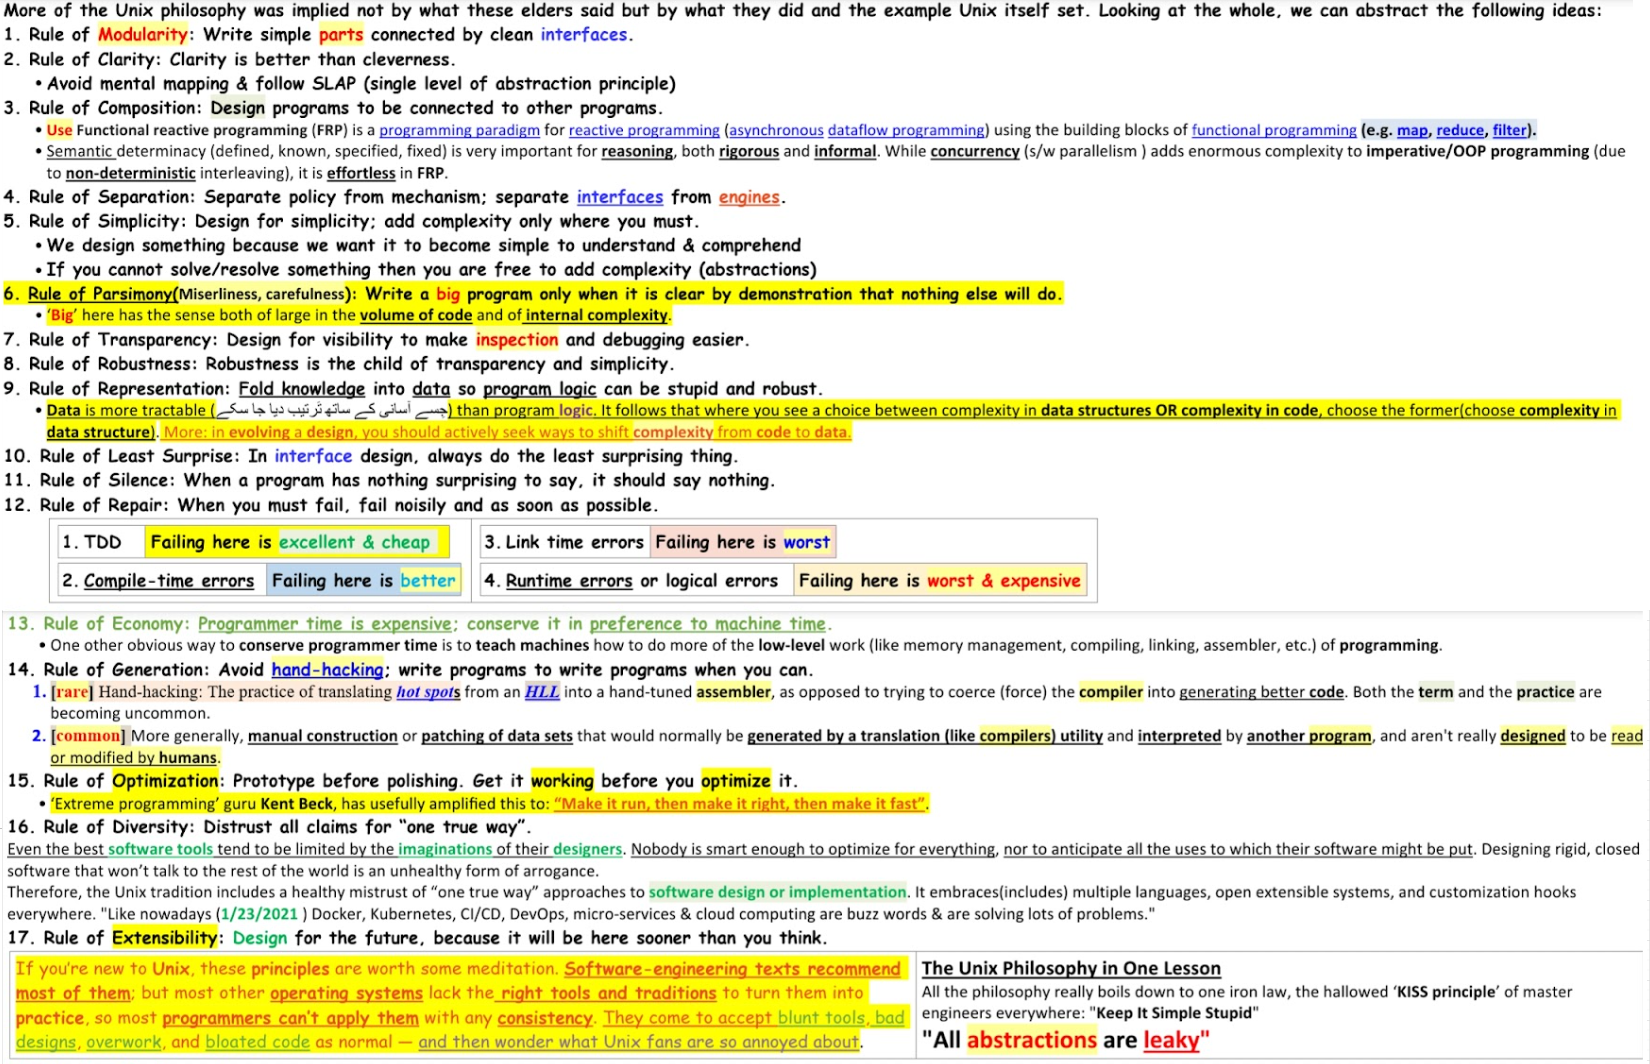 More of the Unix philosophy was implied not by what these elders said but by what they did and the example Unix itself set. Looking at the whole, we can abstract the following ideas:
1. Rule of Modularity: Write simple parts connected by clean interfaces.
2. Rule of Clarity: Clarity is better than cleverness.
• Avoid mental mapping & follow SLAP (single level of abstraction principle)
3. Rule of Composition: Design programs to be connected to other programs.
• Use Functional reactive programming (FRP) is a programming paradigm for reactive programming (asynchronous dataflow programming) using the building blocks of functional programming (e.g. map, reduce, filter).
• Semantic determinacy (defined, known, specified, fixed) is very important for reasoning, both rigorous and informal. While concurrency (s/w parallelism ) adds enormous complexity to imperative/OOP programming (due
to non-deterministic interleaving), it is effortless in FRP.
4. Rule of Separation: Separate policy from mechanism; separate interfaces from engines.
5. Rule of Simplicity: Design for simplicity; add complexity only where you must.
• We design something because we want it to become simple to understand & comprehend
• If you cannot solve/resolve something then you are free to add complexity (abstractions)
6. Rule of Parsimony(Miserliness, carefulness): Write a big program only when it is clear by demonstration that nothing else will do.
• ‘Big’ here has the sense both of large in the volume of code and of internal complexity.
7. Rule of Transparency: Design for visibility to make inspection and debugging easier.
8. Rule of Robustness: Robustness is the child of transparency and simplicity.
9. Rule of Representation: Fold knowledge into data so program logic can be stupid and robust.
• Data is more tractable (جسے آسانی کے ساتھ ترتیب دیا جا سکے) than program logic. It follows that where you see a choice between complexity in data structures OR complexity in code, choose the former(choose complexity in
data structure). More: in evolving a design, you should actively seek ways to shift complexity from code to data.
10. Rule of Least Surprise: In interface design, always do the least surprising thing.
11. Rule of Silence: When a program has nothing surprising to say, it should say nothing.
12. Rule of Repair: When you must fail, fail noisily and as soon as possible.
1. TDD Failing here is excellent & cheap 3. Link time errors Failing here is worst
2. Compile-time errors Failing here is better 4. Runtime errors or logical errors Failing here is worst & expensive
13. Rule of Economy: Programmer time is expensive; conserve it in preference to machine time.
• One other obvious way to conserve programmer time is to teach machines how to do more of the low-level work (like memory management, compiling, linking, assembler, etc.) of programming.
14. Rule of Generation: Avoid hand-hacking; write programs to write programs when you can.
1. [rare] Hand-hacking: The practice of translating hot spots from an HLL into a hand-tuned assembler, as opposed to trying to coerce (force) the compiler into generating better code. Both the term and the practice are
becoming uncommon.
2. [common] More generally, manual construction or patching of data sets that would normally be generated by a translation (like compilers) utility and interpreted by another program, and aren't really designed to be read
or modified by humans.
15. Rule of Optimization: Prototype before polishing. Get it working before you optimize it.
• ‘Extreme programming’ guru Kent Beck, has usefully amplified this to: “Make it run, then make it right, then make it fast”.
16. Rule of Diversity: Distrust all claims for “one true way”.
Even the best software tools tend to be limited by the imaginations of their designers. Nobody is smart enough to optimize for everything, nor to anticipate all the uses to which their software might be put. Designing rigid, closed
software that won’t talk to the rest of the world is an unhealthy form of arrogance.
Therefore, the Unix tradition includes a healthy mistrust of “one true way” approaches to software design or implementation. It embraces(includes) multiple languages, open extensible systems, and customization hooks
everywhere. "Like nowadays (1/23/2021 ) Docker, Kubernetes, CI/CD, DevOps, micro-services & cloud computing are buzz words & are solving lots of problems."
17. Rule of Extensibility: Design for the future, because it will be here sooner than you think.
If you’re new to Unix, these principles are worth some meditation. Software-engineering texts recommend
most of them; but most other operating systems lack the right tools and traditions to turn them into
practice, so most programmers can’t apply them with any consistency. They come to accept blunt tools, bad
designs, overwork, and bloated code as normal — and then wonder what Unix fans are so annoyed about.
The Unix Philosophy in One Lesson
All the philosophy really boils down to one iron law, the hallowed ‘KISS principle’ of master
engineers everywhere: "Keep It Simple Stupid"
"All abstractions are leaky"